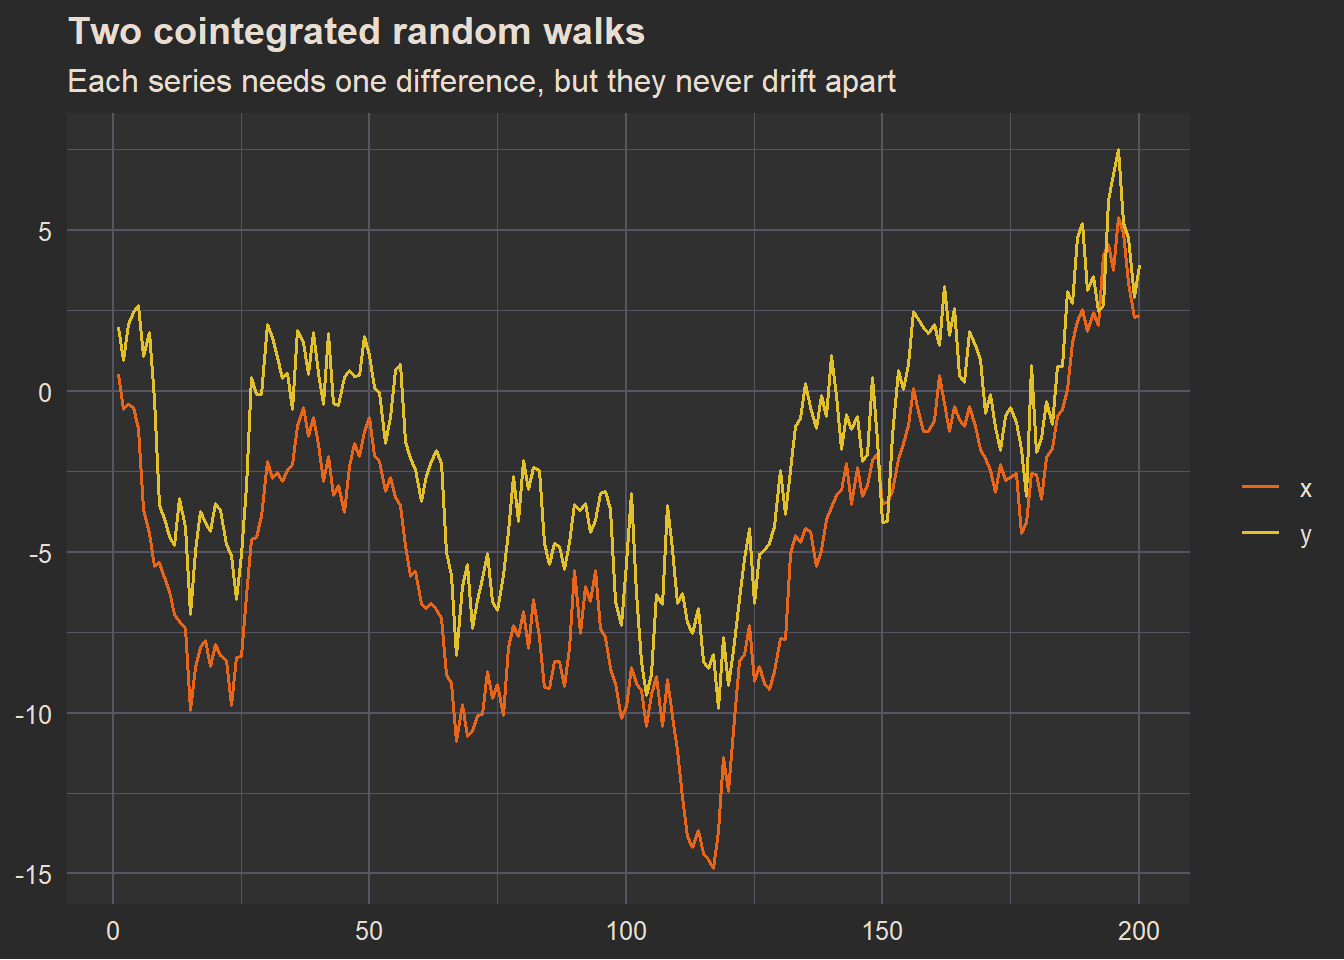 Two cointegrated random walks
Each series needs one difference, but they never drift apart
5
0
-5
-10
-15
0 50 100 150 200
x
y